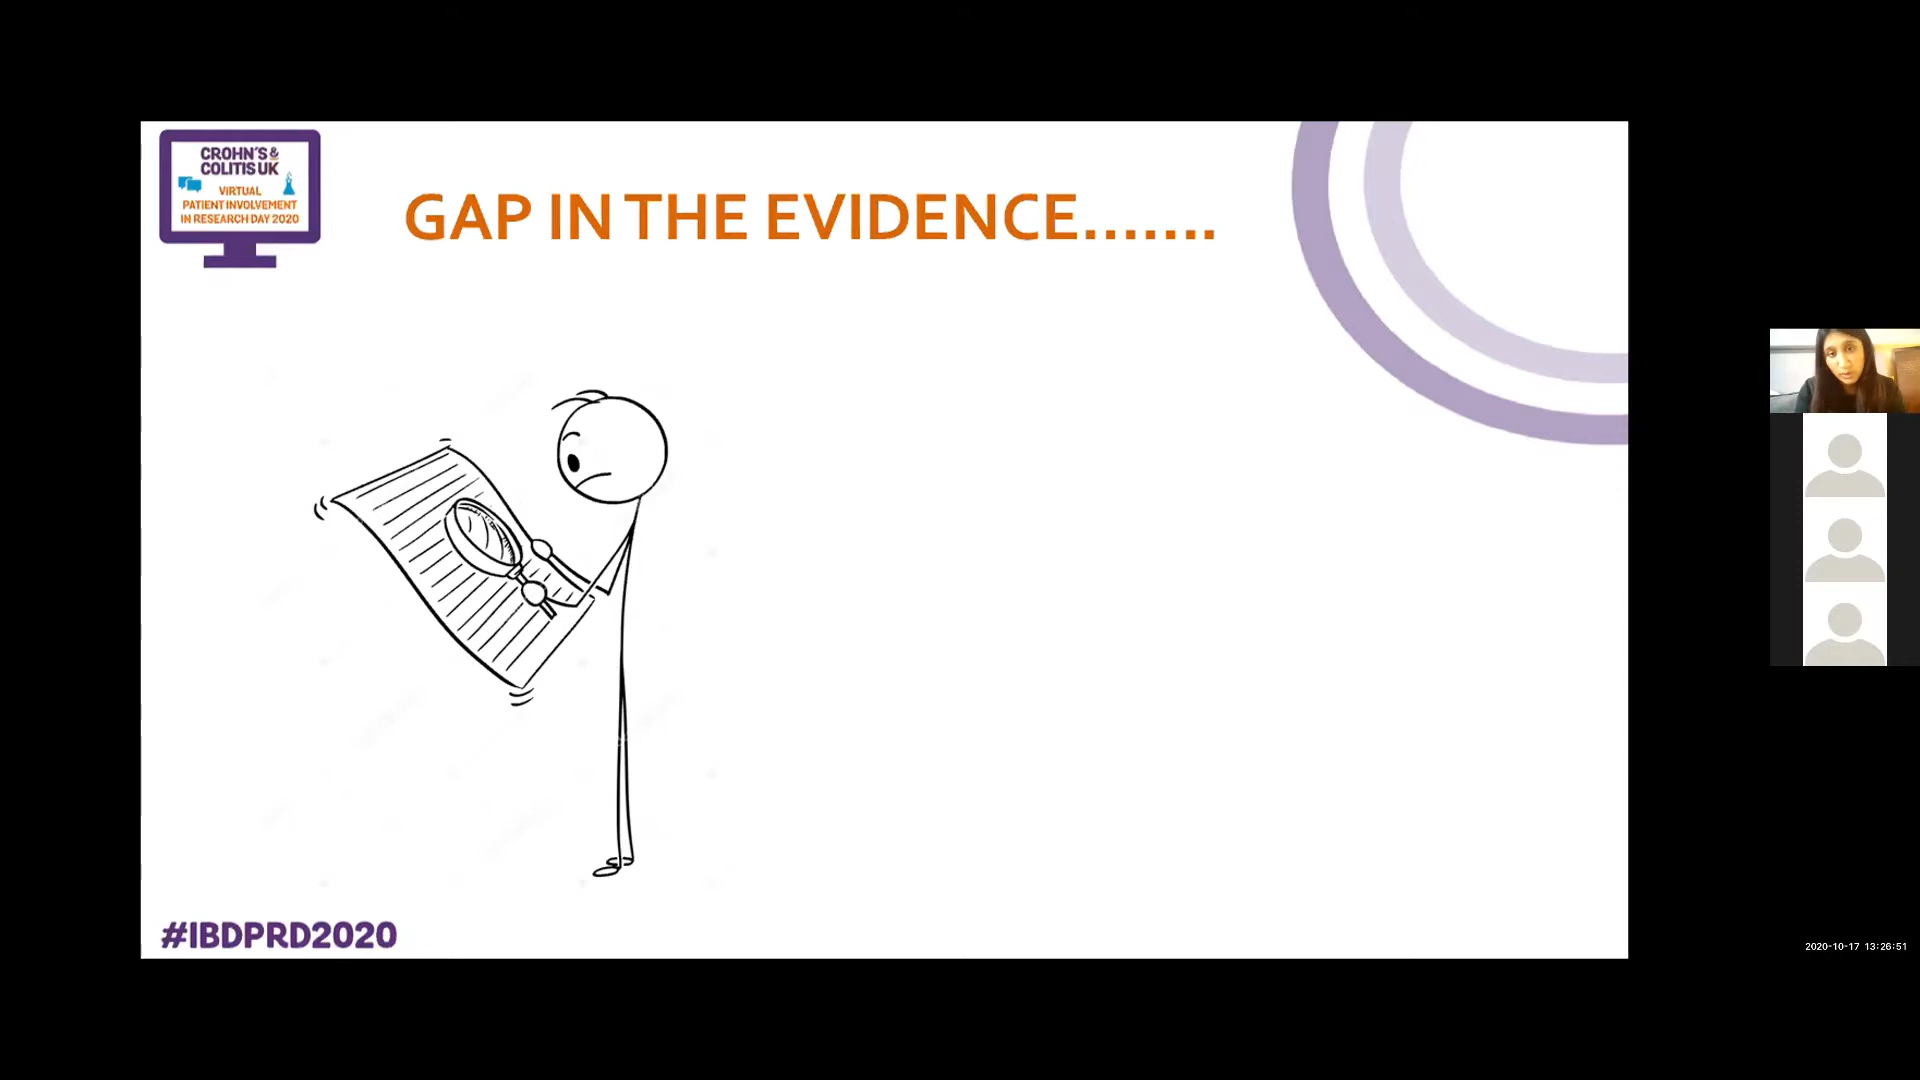 CROHN'S &
COLITIS UK
VIRTUAL
PATIENT INVOLVEMENT
IN RESEARCH DAY 2020
GAP IN THE EVIDENCE.......
#IBDPRD2020
2020-10-17 13:26:51